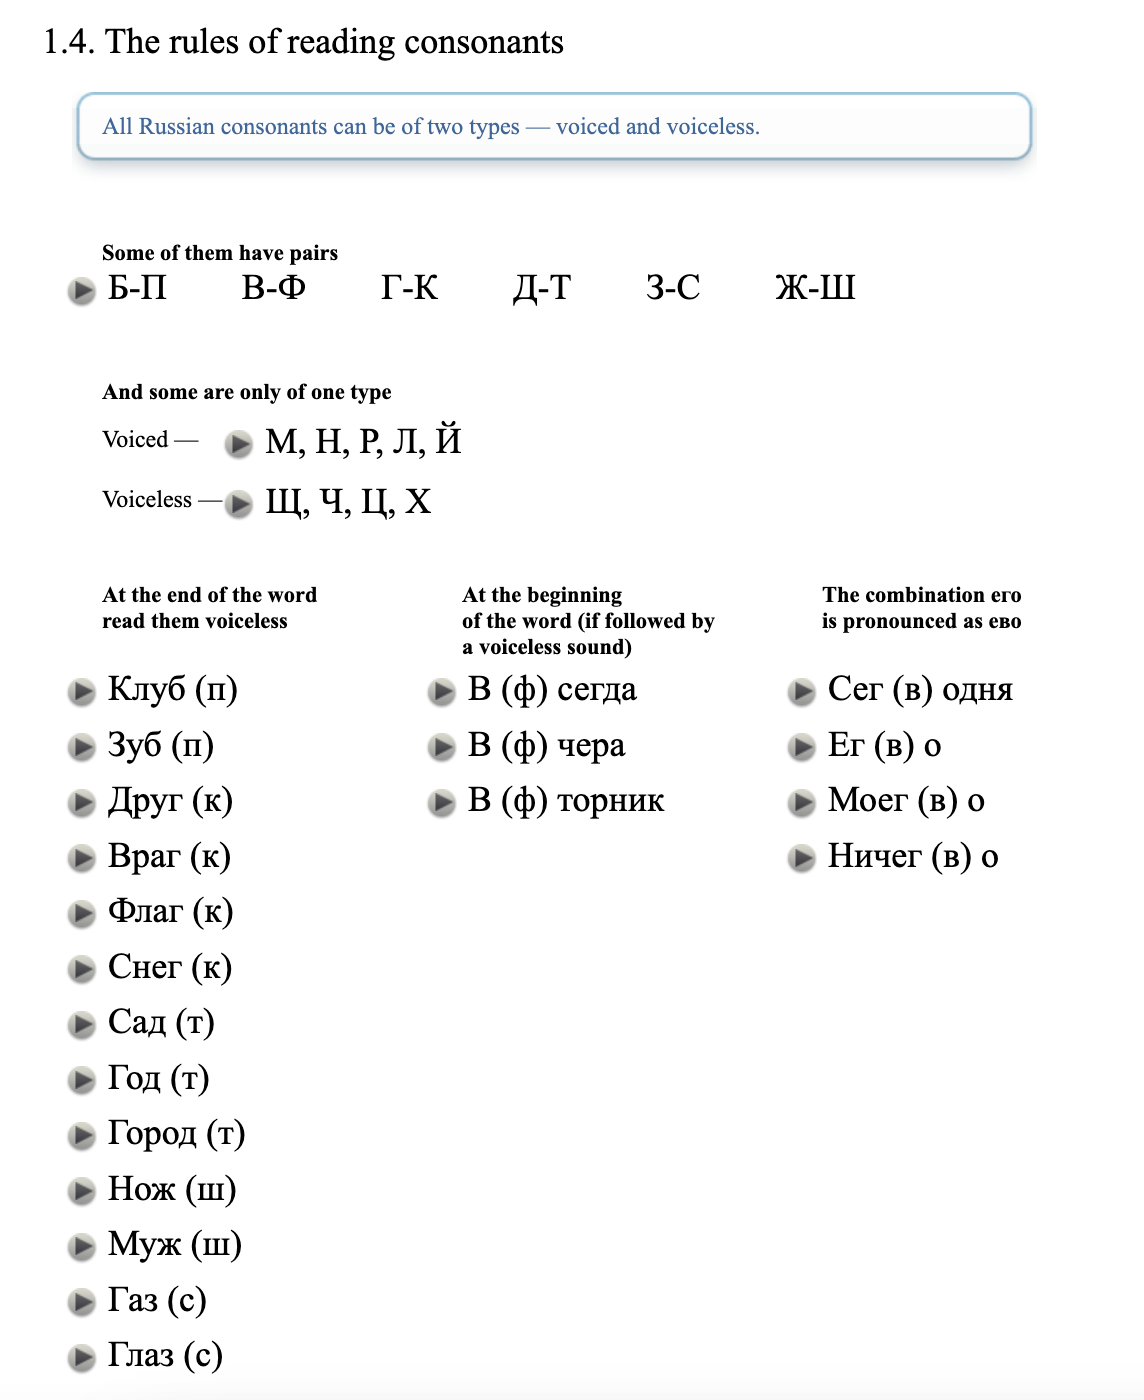 1.4. The rules of reading consonants
All Russian consonants can be of two types — voiced and voiceless.
Some of them have pairs
Б-П В-Ф Г-К Д-Т З-С Ж-Ш
And some are only of one type
Voiced — М, Н, Р, Л, Й
Voiceless — Щ, Ч, Ц, Х
At the end of the word
read them voiceless
Клуб (п)
Зуб (п)
Друг (к)
Враг (к)
Флаг (к)
Снег (к)
Сад (т)
Год (т)
Город (т)
Нож (ш)
Муж (ш)
Газ (с)
Глаз (с)
At the beginning
of the word (if followed by
a voiceless sound)
В (ф) сегда
В (ф) чера
В (ф) торник
The combination его
is pronounced as ево
Сег (в) одня
Ег (в) о
Моег (в) о
Ничег (в) о